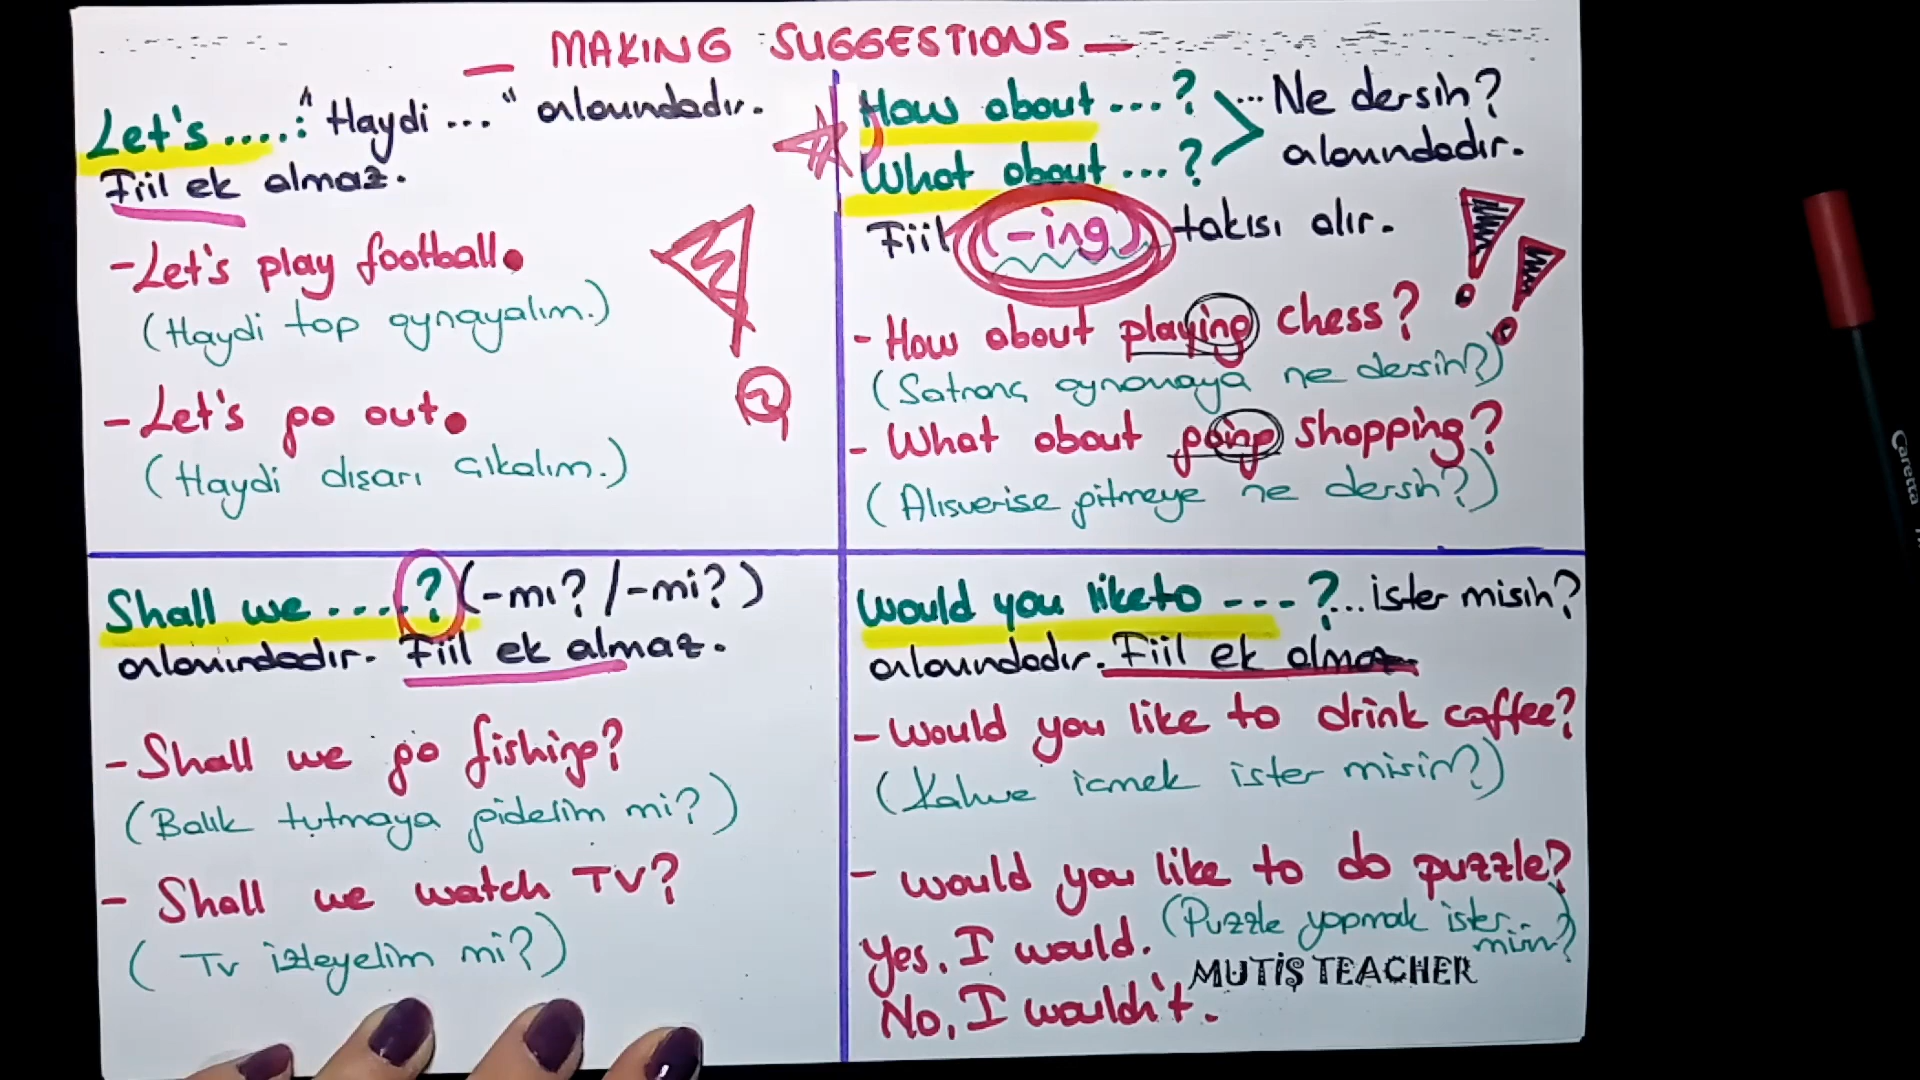 MAKING SUGGESTIONS
Let's ....: "Haydi ..." anlamındadır.
Fiil ek almaz.
- Let's play football.
(Haydi top oynayalım.)
- Let's go out.
(Haydi dışarı çıkalım.)
How about ...?
What about ...?
... Ne dersin?
anlamındadır.
Fiil (-ing) takısı alır.
- How about playing chess?
(Satranç oynamaya ne dersin?)
- What about going shopping?
(Alışverişe gitmeye ne dersin?)
Shall we ....? (-mı? / -mi?)
anlamındadır. Fiil ek almaz.
- Shall we go fishing?
(Balık tutmaya gidelim mi?)
- Shall we watch TV?
(Tv izleyelim mi?)
Would you like to ---? ... ister misin?
anlamındadır. Fiil ek almaz
- Would you like to drink coffee?
(Kahve içmek ister misin?)
- Would you like to do puzzle?
(Puzzle yapmak ister misin?)
Yes, I would.
No, I wouldn't.
MUTİŞ TEACHER
Caretta